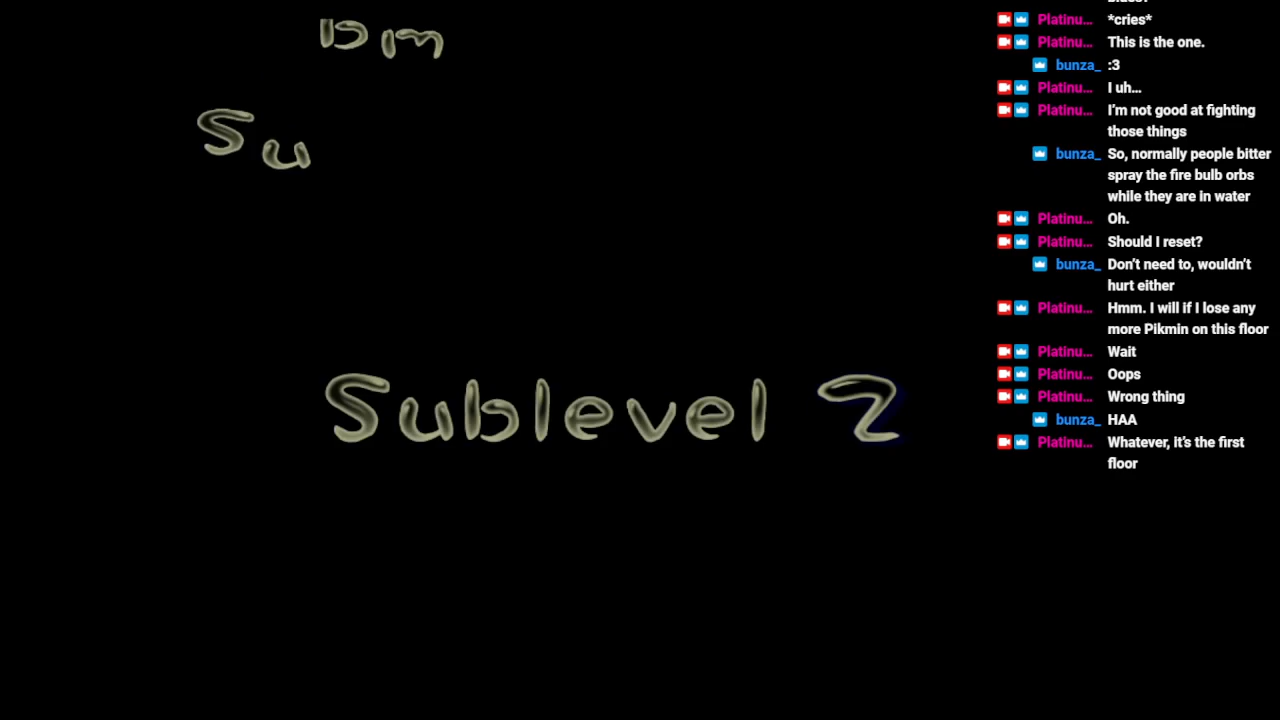 bm
Su
Sublevel 2
Platinu... *cries*
Platinu... This is the one.
bunza_ :3
Platinu... I uh...
Platinu... I'm not good at fighting
those things
bunza_ So, normally people bitter
spray the fire bulb orbs
while they are in water
Platinu... Oh.
Platinu... Should I reset?
bunza_ Don't need to, wouldn't
hurt either
Platinu... Hmm. I will if I lose any
more Pikmin on this floor
Platinu... Wait
Platinu... Oops
Platinu... Wrong thing
bunza_ HAA
Platinu... Whatever, it's the first
floor